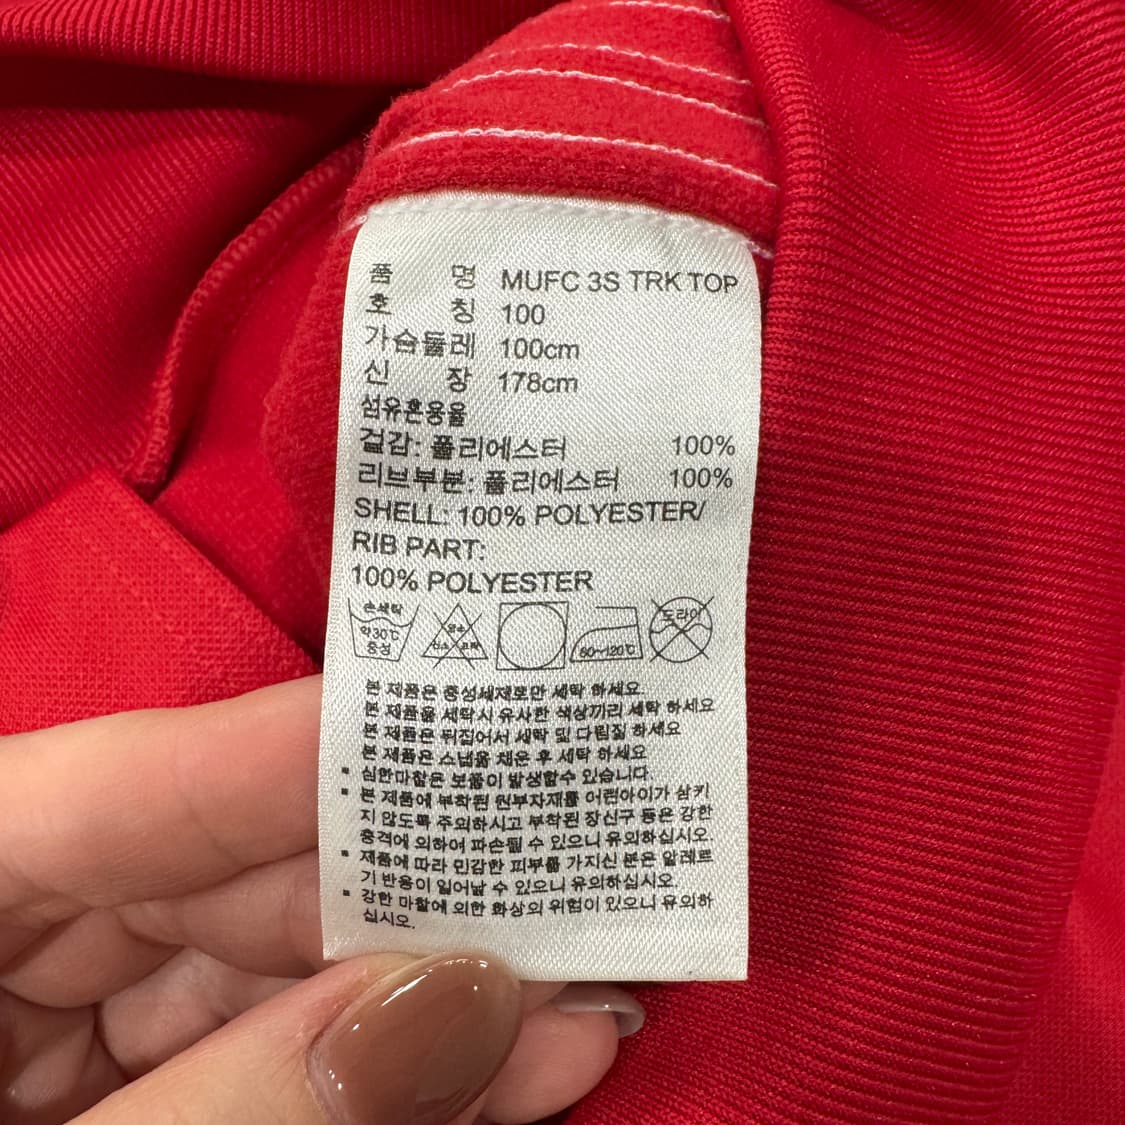 품 명 MUFC 3S TRK TOP
호 칭 100
가슴둘레 100cm
신 장 178cm
섬유혼용율
겉감: 폴리에스터 100%
리브부분: 폴리에스터 100%
SHELL: 100% POLYESTER/
RIB PART:
100% POLYESTER
손세탁
약30℃
중성
염소
산소 표백
80~120℃
드라이
본 제품은 중성세제로만 세탁 하세요.
본 제품을 세탁시 유사한 색상끼리 세탁 하세요
본 제품은 뒤집어서 세탁 및 다림질 하세요
본 제품은 스냅을 채운 후 세탁 하세요
▪ 심한마찰은 보풀이 발생할수 있습니다.
▪ 본 제품에 부착된 원부자재를 어린아이가 삼키
지 않도록 주의하시고 부착된 장신구 등은 강한
충격에 의하여 파손될 수 있으니 유의하십시오.
▪ 제품에 따라 민감한 피부를 가지신 분은 알레르
기 반응이 일어날 수 있으니 유의하십시오.
▪ 강한 마찰에 의한 화상의 위험이 있으니 유의하
십시오.